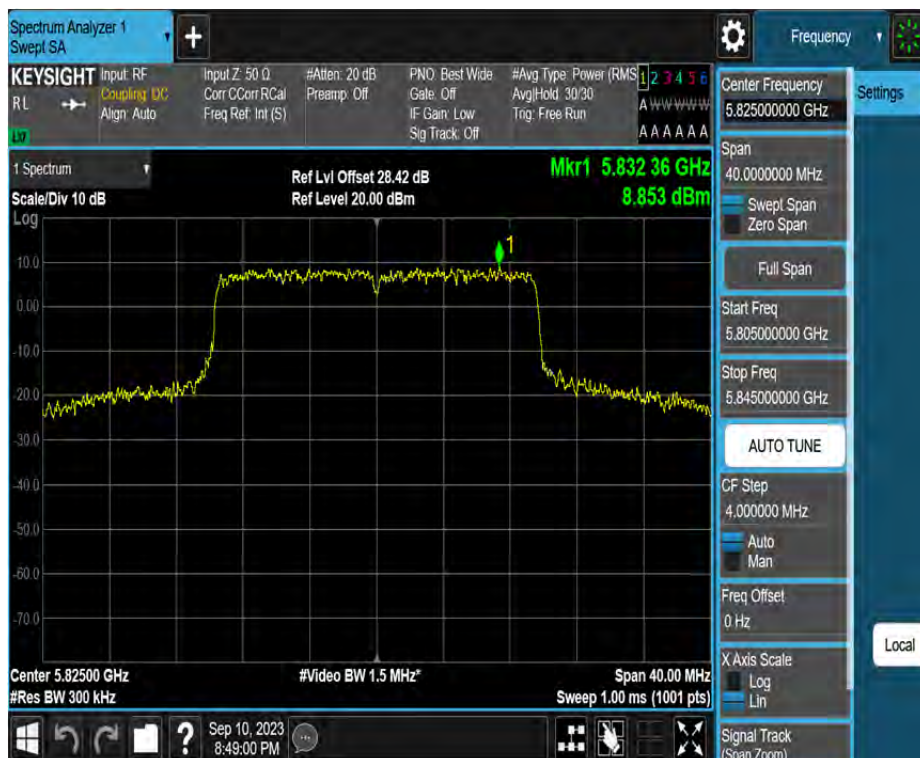 Spectrum Analyzer 1
Swept SA
Frequency
KEYSIGHT
RL
LXI
Input: RF
Coupling: DC
Align: Auto
Input Z: 50 Ω
Corr CCorr RCal
Freq Ref: Int (S)
#Atten: 20 dB
Preamp: Off
PNO: Best Wide
Gate: Off
IF Gain: Low
Sig Track: Off
#Avg Type: Power (RMS
Avg|Hold: 30/30
Trig: Free Run
1 2 3 4 5 6
A W W W W W
A A A A A A
Center Frequency
5.825000000 GHz
Settings
Span
40.0000000 MHz
Swept Span
Zero Span
Full Span
Start Freq
5.805000000 GHz
Stop Freq
5.845000000 GHz
AUTO TUNE
CF Step
4.000000 MHz
Auto
Man
Freq Offset
0 Hz
X Axis Scale
Log
Lin
Local
Signal Track
(Span Zoom)
1 Spectrum
Scale/Div 10 dB
Ref Lvl Offset 28.42 dB
Ref Level 20.00 dBm
Mkr1 5.832 36 GHz
8.853 dBm
Log
1
10.0
0.00
-10.0
-20.0
-30.0
-40.0
-50.0
-60.0
-70.0
Center 5.82500 GHz
#Res BW 300 kHz
#Video BW 1.5 MHz*
Span 40.00 MHz
Sweep 1.00 ms (1001 pts)
?
Sep 10, 2023
8:49:00 PM